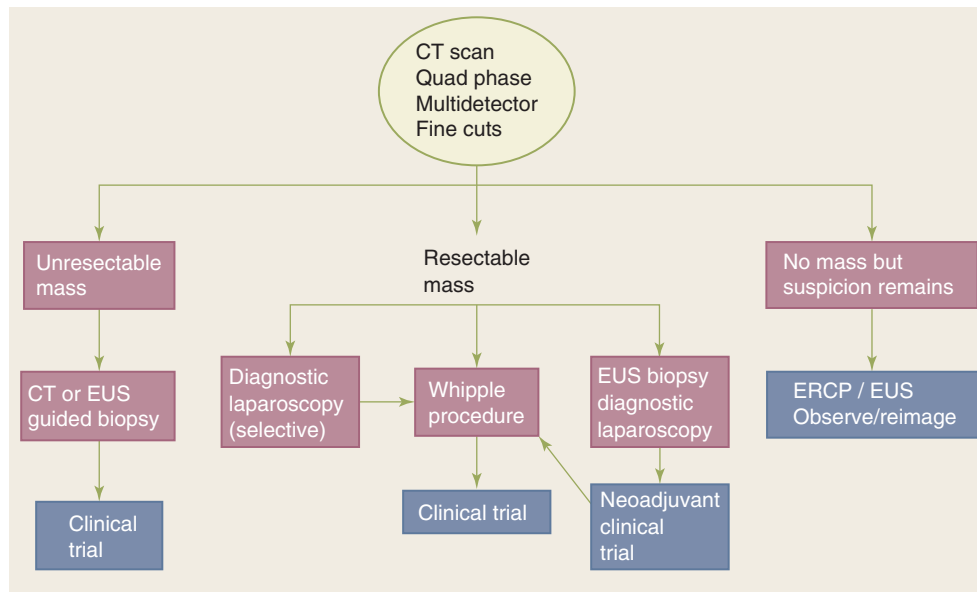 CT scan
Quad phase
Multidetector
Fine cuts
Unresectable
mass
Resectable
mass
No mass but
suspicion remains
CT or EUS
guided biopsy
Diagnostic
laparoscopy
(selective)
Whipple
procedure
EUS biopsy
diagnostic
laparoscopy
ERCP / EUS
Observe/reimage
Clinical
trial
Clinical trial
Neoadjuvant
clinical
trial